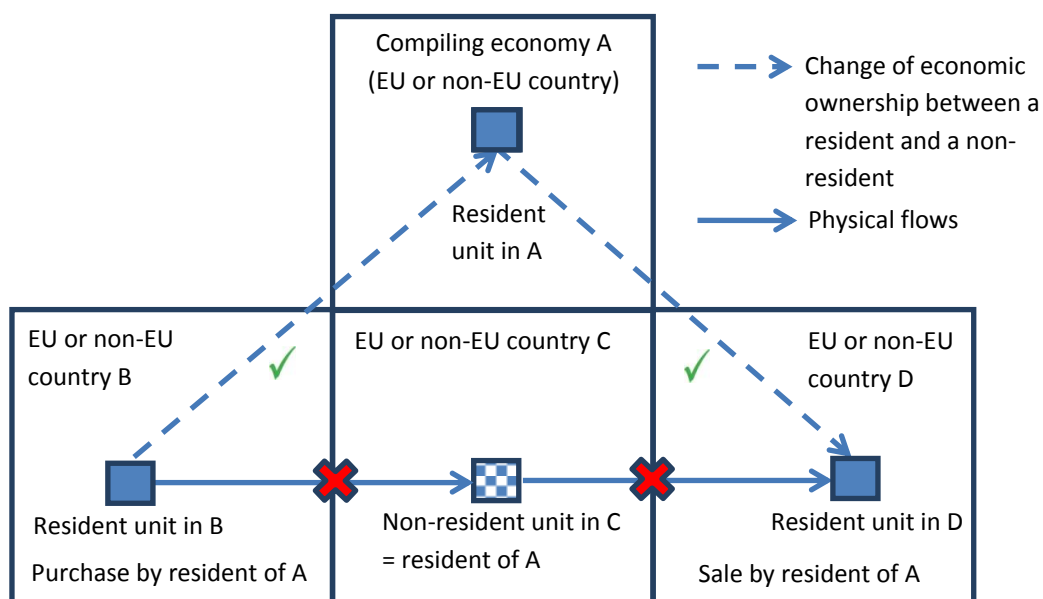 Compiling economy A
(EU or non-EU country)
Resident
unit in A
Change of economic
ownership between a
resident and a non-
resident
Physical flows
EU or non-EU
country B
EU or non-EU country C
EU or non-EU
country D
Resident unit in B
Purchase by resident of A
Non-resident unit in C
= resident of A
Resident unit in D
Sale by resident of A